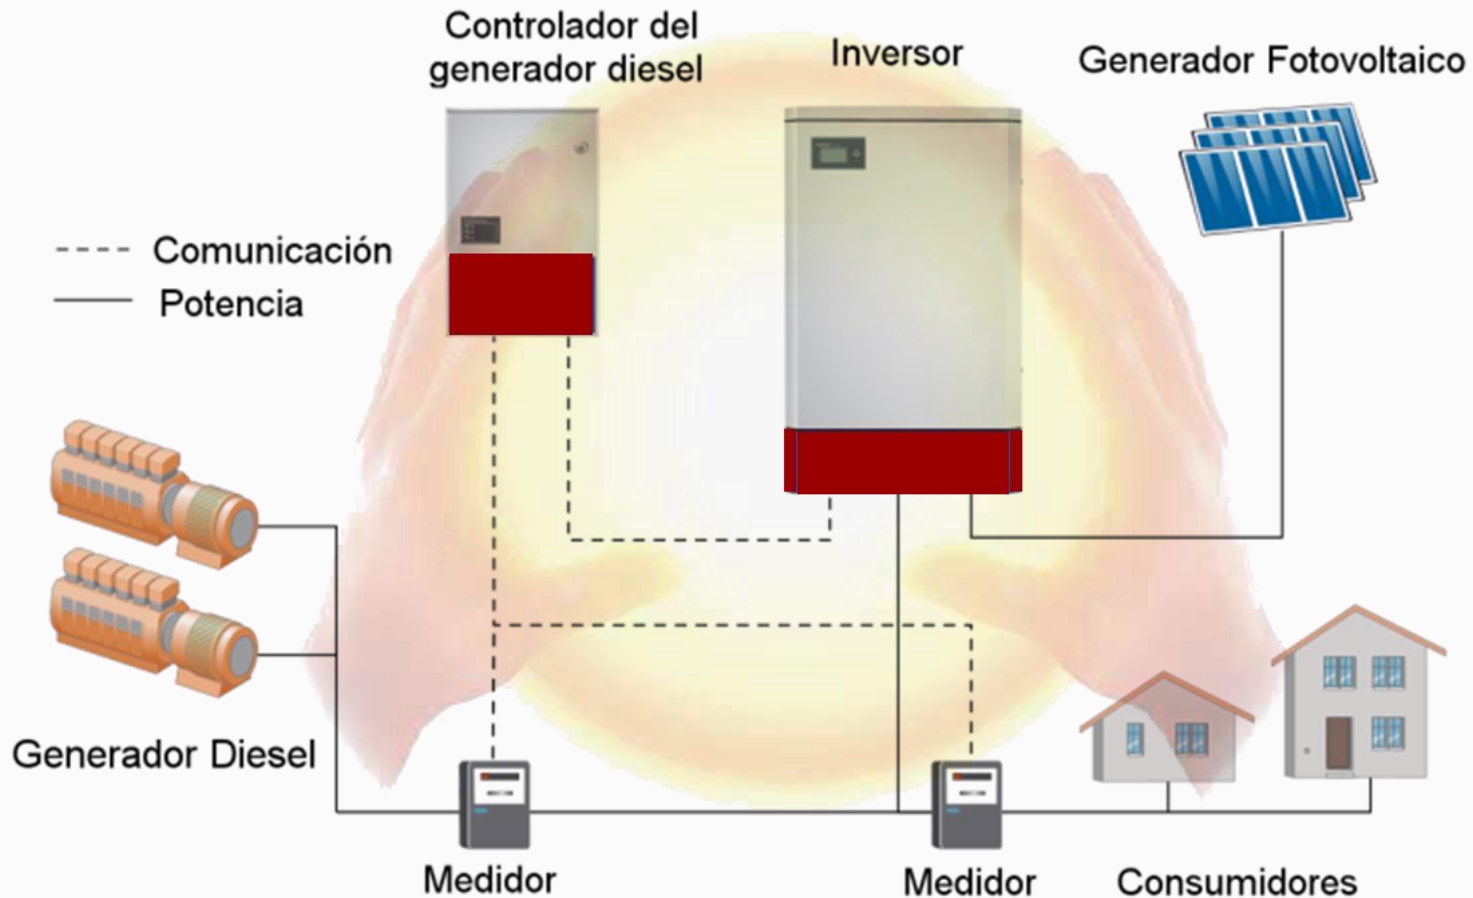 Controlador del
generador diesel
Inversor
Generador Fotovoltaico
Comunicación
Potencia
Generador Diesel
Medidor
Medidor
Consumidores